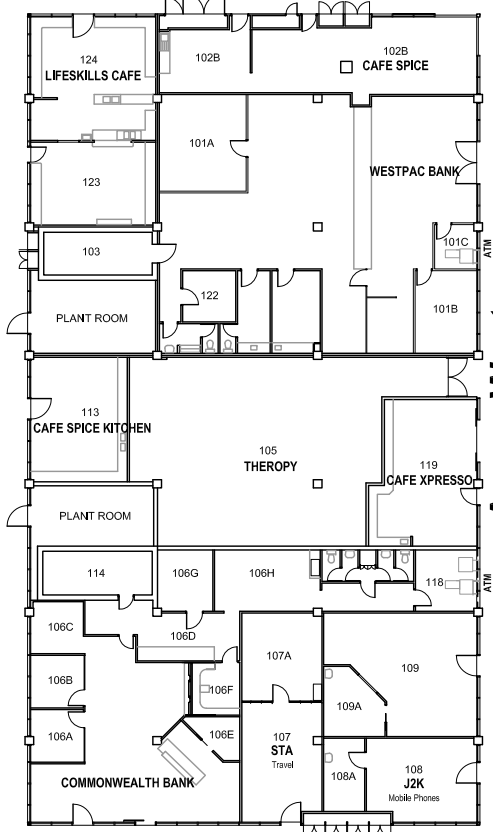 124
LIFESKILLS CAFE
102B
102B
CAFE SPICE
101A
WESTPAC BANK
123
101C
ATM
103
122
101B
PLANT ROOM
113
CAFE SPICE KITCHEN
105
THEROPY
119
CAFE XPRESSO
PLANT ROOM
114
106G
106H
118
ATM
106C
106D
107A
109
106B
106F
109A
106A
106E
107
STA
Travel
108A
108
J2K
Mobile Phones
COMMONWEALTH BANK